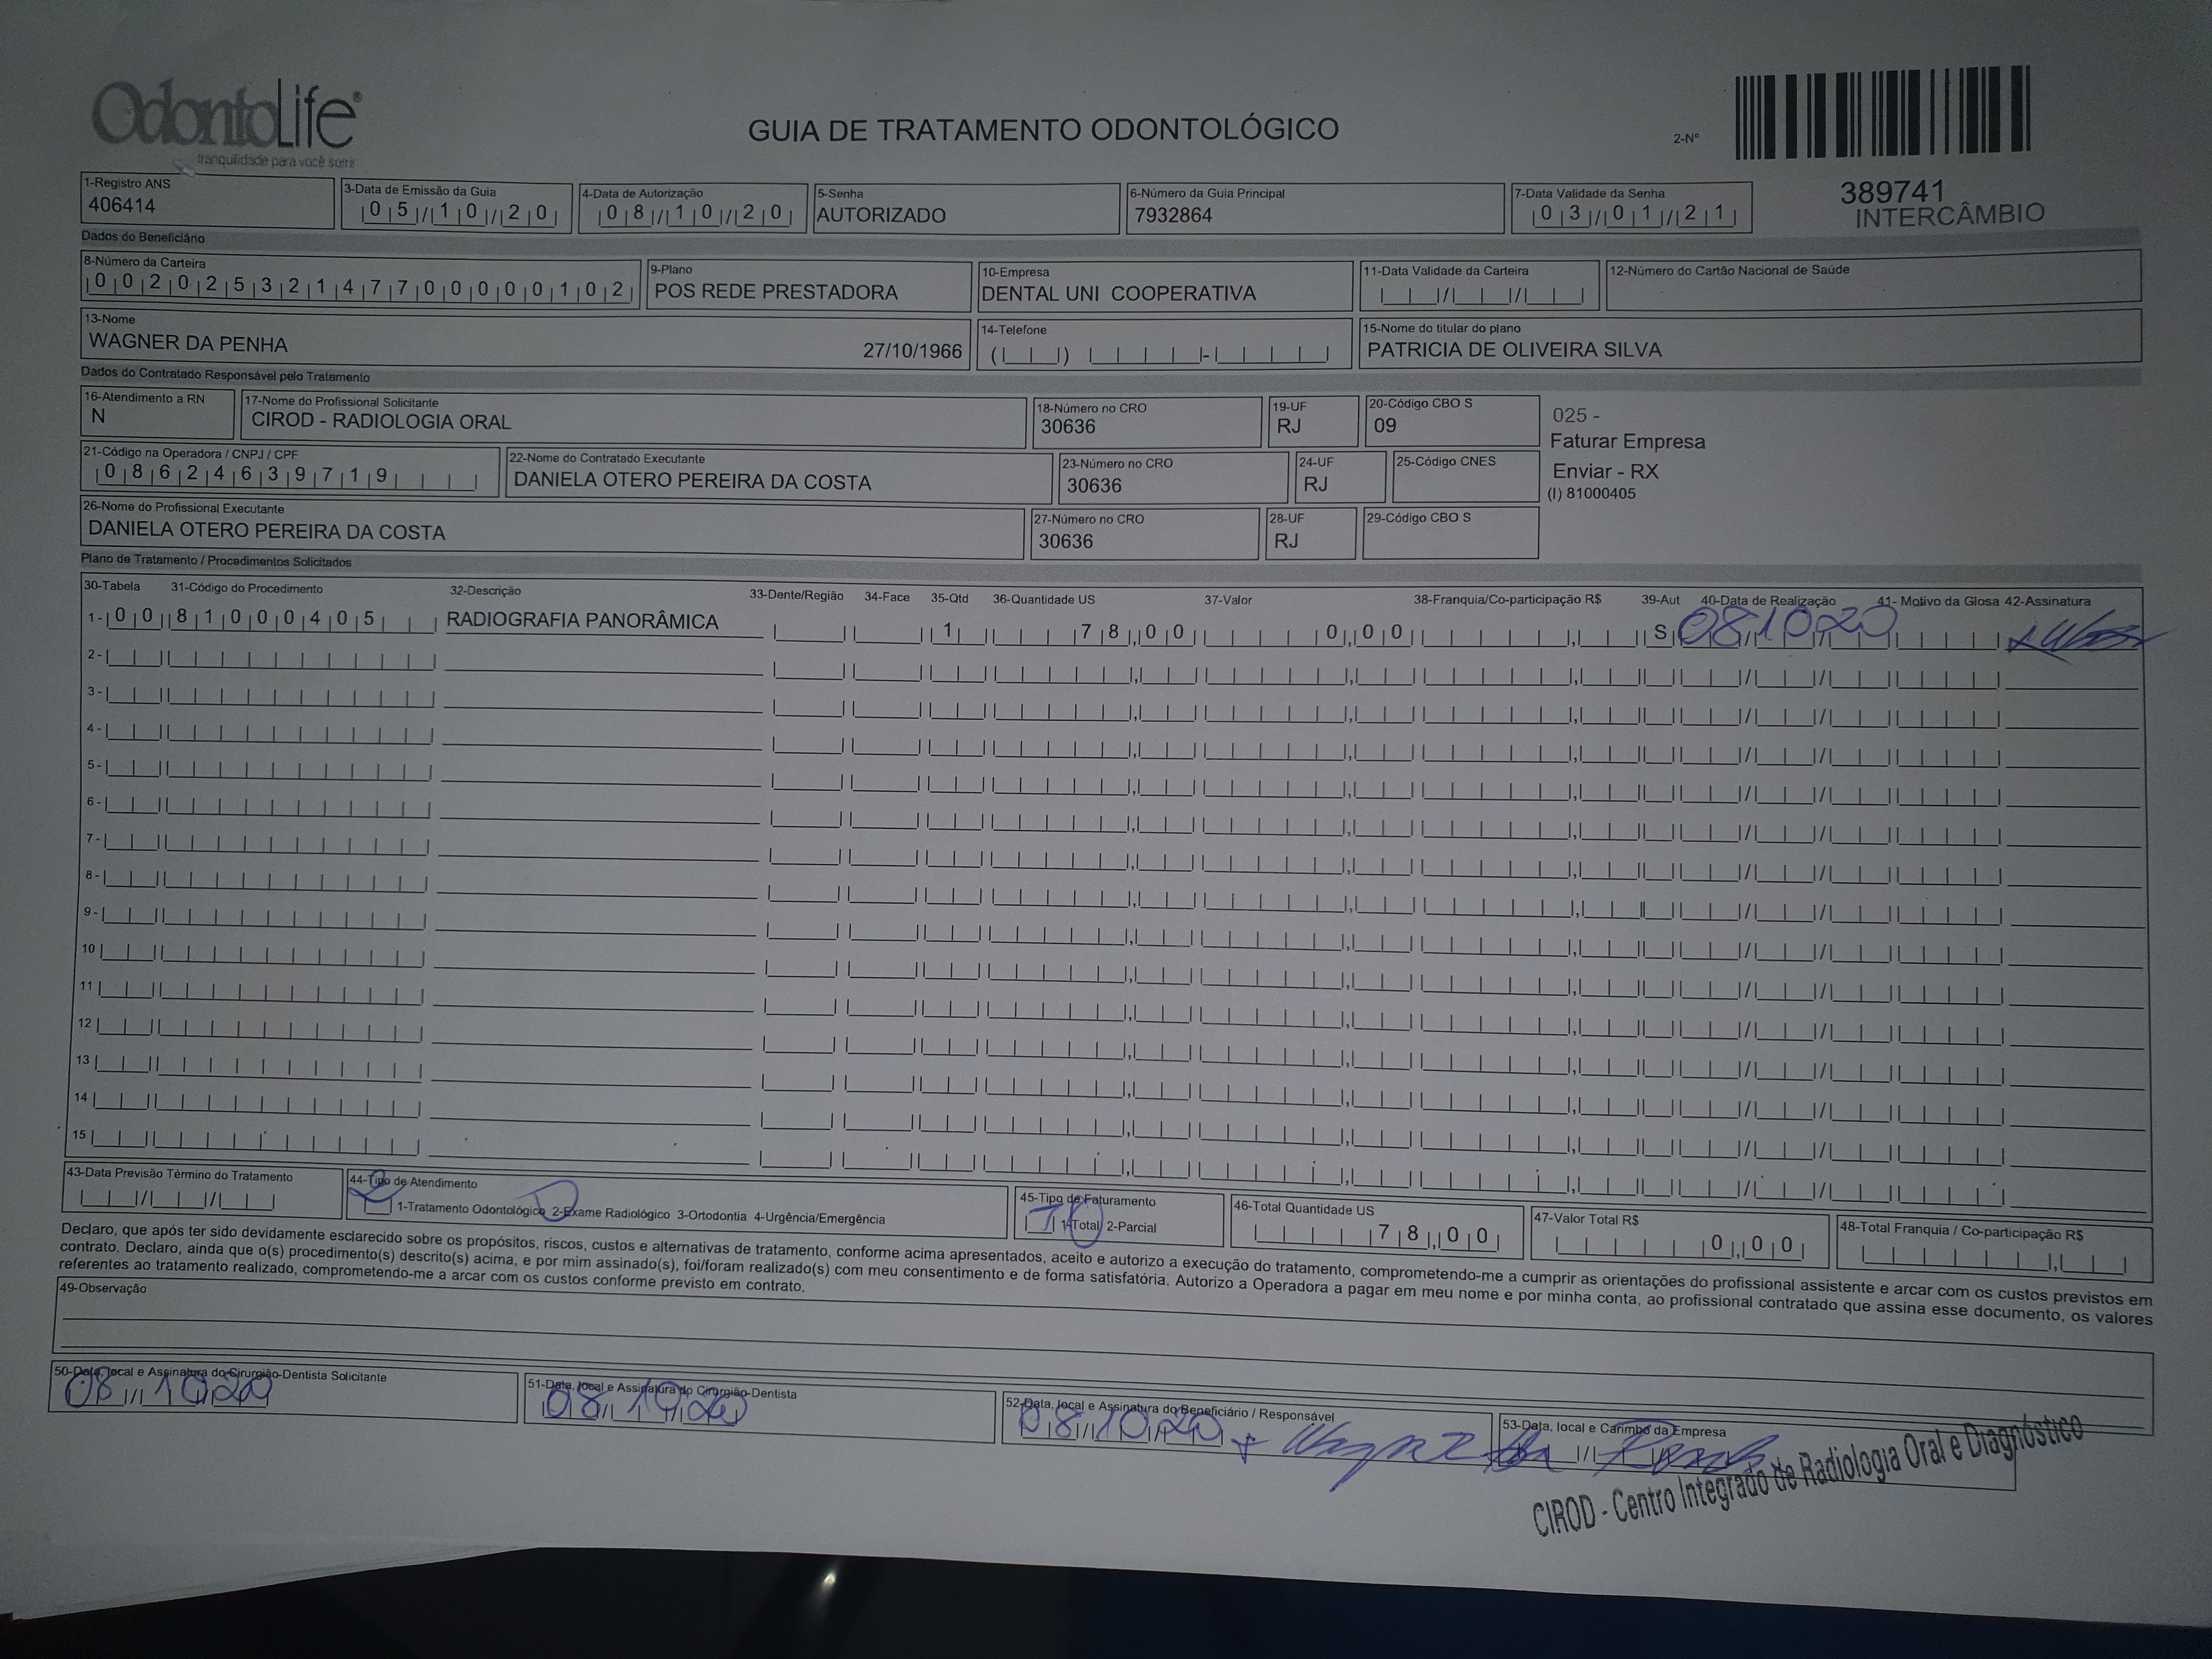 OdontoLife®
tranquilidade para você sorrir
GUIA DE TRATAMENTO ODONTOLÓGICO
2-Nº
389741
INTERCÂMBIO
1-Registro ANS
406414
3-Data de Emissão da Guia
05/10/20
4-Data de Autorização
08/10/20
5-Senha
AUTORIZADO
6-Número da Guia Principal
7932864
7-Data Validade da Senha
03/01/21
Dados do Beneficiário
8-Número da Carteira
00202532147700000102
9-Plano
POS REDE PRESTADORA
10-Empresa
DENTAL UNI COOPERATIVA
11-Data Validade da Carteira
12-Número do Cartão Nacional de Saúde
13-Nome
WAGNER DA PENHA 27/10/1966
14-Telefone
15-Nome do titular do plano
PATRICIA DE OLIVEIRA SILVA
Dados do Contratado Responsável pelo Tratamento
16-Atendimento a RN
N
17-Nome do Profissional Solicitante
CIROD - RADIOLOGIA ORAL
18-Número no CRO
30636
19-UF
RJ
20-Código CBO S
09
025 -
Faturar Empresa
Enviar - RX
(I) 81000405
21-Código na Operadora / CNPJ / CPF
08624639719
22-Nome do Contratado Executante
DANIELA OTERO PEREIRA DA COSTA
23-Número no CRO
30636
24-UF
RJ
25-Código CNES
26-Nome do Profissional Executante
DANIELA OTERO PEREIRA DA COSTA
27-Número no CRO
30636
28-UF
RJ
29-Código CBO S
Plano de Tratamento / Procedimentos Solicitados
30-Tabela 31-Código do Procedimento 32-Descrição 33-Dente/Região 34-Face 35-Qtd 36-Quantidade US 37-Valor 38-Franquia/Co-participação R$ 39-Aut 40-Data de Realização 41- Motivo da Glosa 42-Assinatura
1- 00 81000405 RADIOGRAFIA PANORÂMICA 1 78,00 0,00 S 08/10/20
2-
3-
4-
5-
6-
7-
8-
9-
10
11
12
13
14
15
43-Data Previsão Término do Tratamento
44-Tipo de Atendimento
2 1-Tratamento Odontológico 2-Exame Radiológico 3-Ortodontia 4-Urgência/Emergência
45-Tipo de Faturamento
1 1-Total 2-Parcial
46-Total Quantidade US
78,00
47-Valor Total R$
0,00
48-Total Franquia / Co-participação R$
Declaro, que após ter sido devidamente esclarecido sobre os propósitos, riscos, custos e alternativas de tratamento, conforme acima apresentados, aceito e autorizo a execução do tratamento, comprometendo-me a cumprir as orientações do profissional assistente e arcar com os custos previstos em
contrato. Declaro, ainda que o(s) procedimento(s) descrito(s) acima, e por mim assinado(s), foi/foram realizado(s) com meu consentimento e de forma satisfatória. Autorizo a Operadora a pagar em meu nome e por minha conta, ao profissional contratado que assina esse documento, os valores
referentes ao tratamento realizado, comprometendo-me a arcar com os custos conforme previsto em contrato.
49-Observação
50-Data, local e Assinatura do Cirurgião-Dentista Solicitante
08/10/20
51-Data, local e Assinatura do Cirurgião-Dentista
08/10/20
52-Data, local e Assinatura do Beneficiário / Responsável
08/10/20
53-Data, local e Carimbo da Empresa
CIROD - Centro Integrado de Radiologia Oral e Diagnóstico